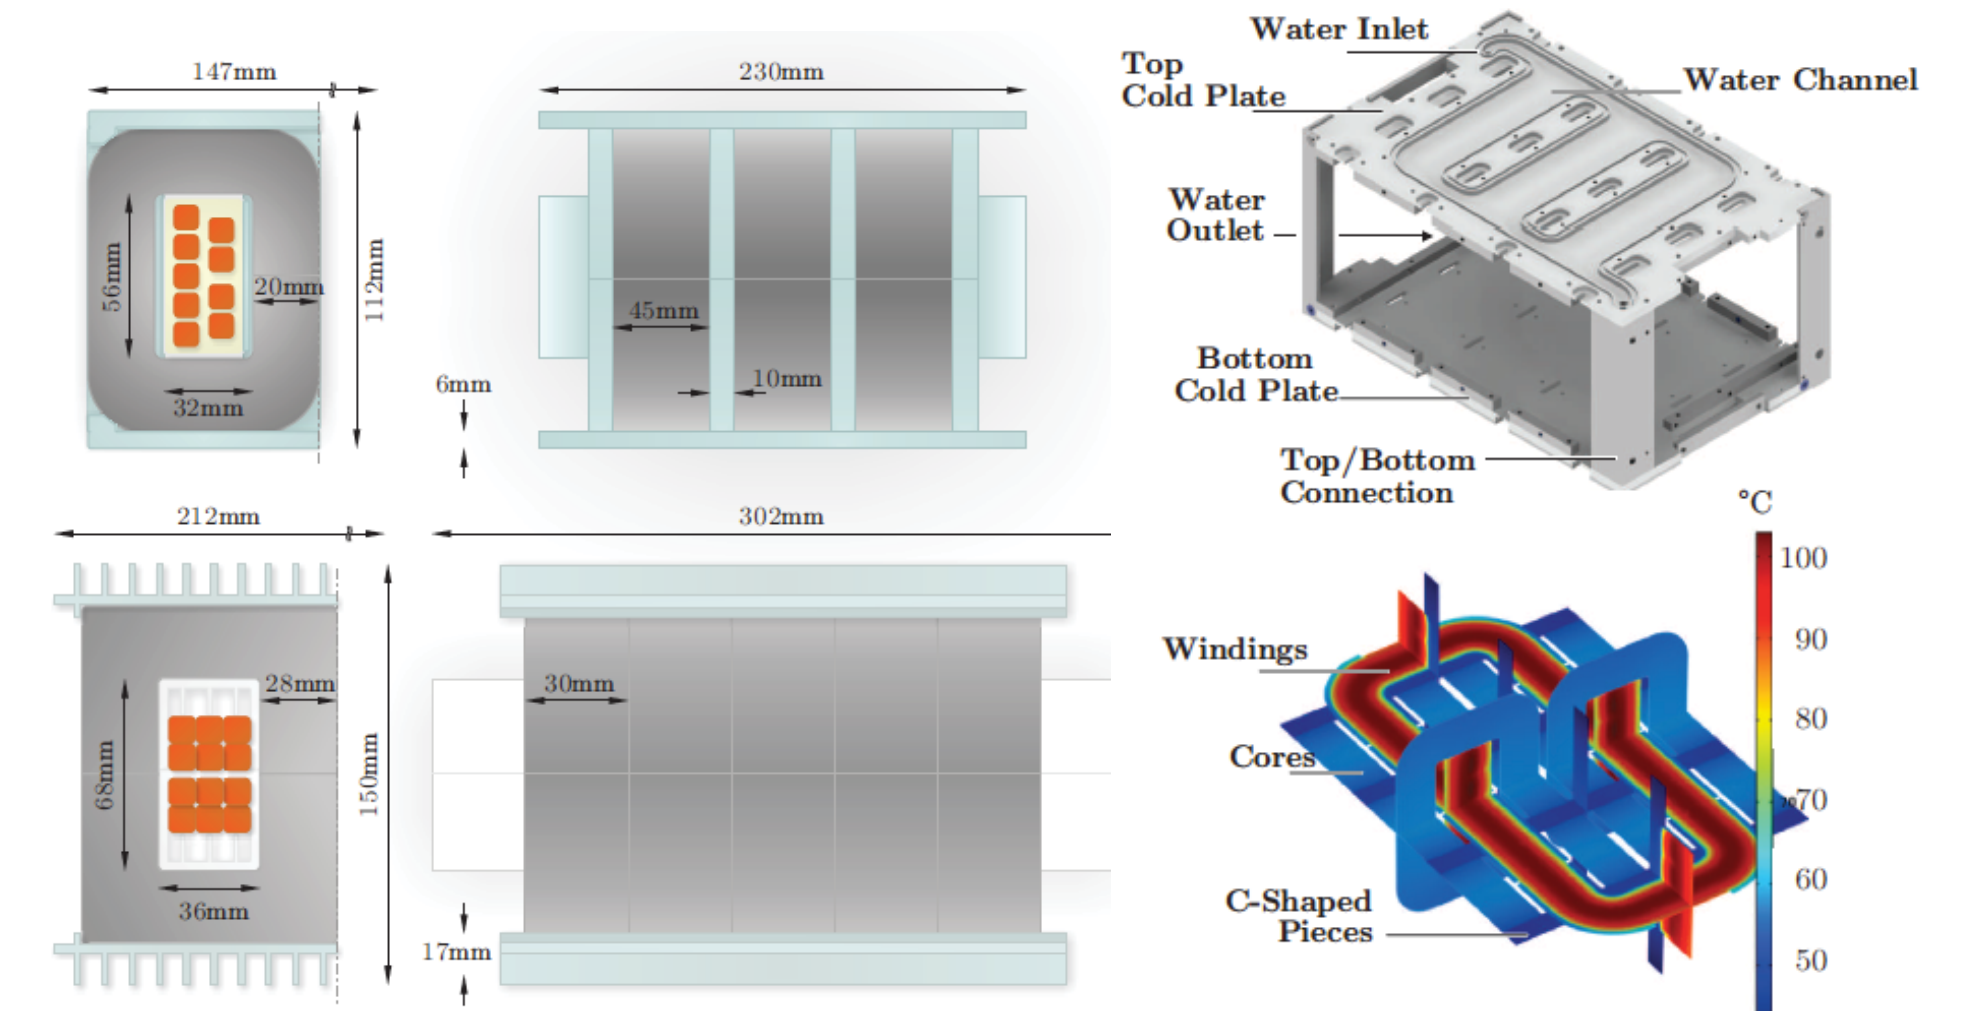 147mm
56mm
20mm
112mm
32mm
230mm
45mm
10mm
6mm
Water Inlet
Top
Cold Plate
Water Channel
Water
Outlet
Bottom
Cold Plate
Top/Bottom
Connection
212mm
28mm
68mm
150mm
36mm
302mm
30mm
17mm
°C
100
90
80
70
60
50
Windings
Cores
C-Shaped
Pieces